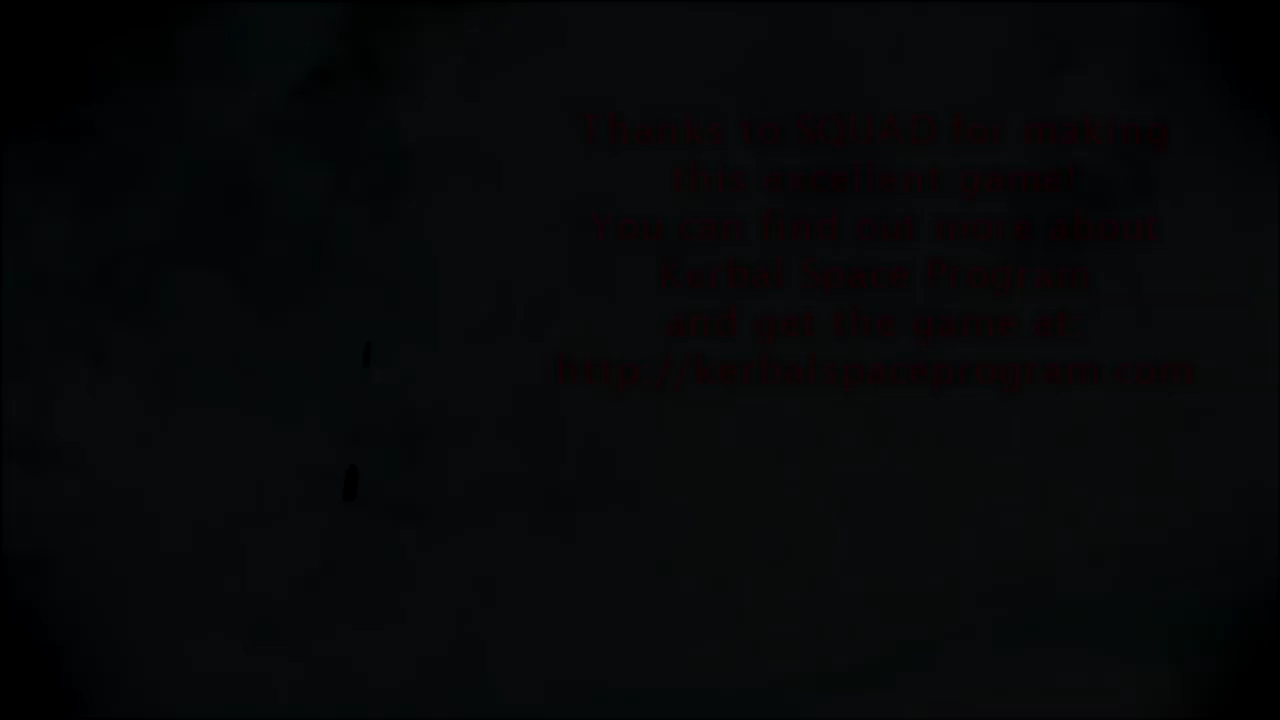 Thanks to SQUAD for making
this excellent game!
You can find out more about
Kerbal Space Program
and get the game at:
http://kerbalspaceprogram.com